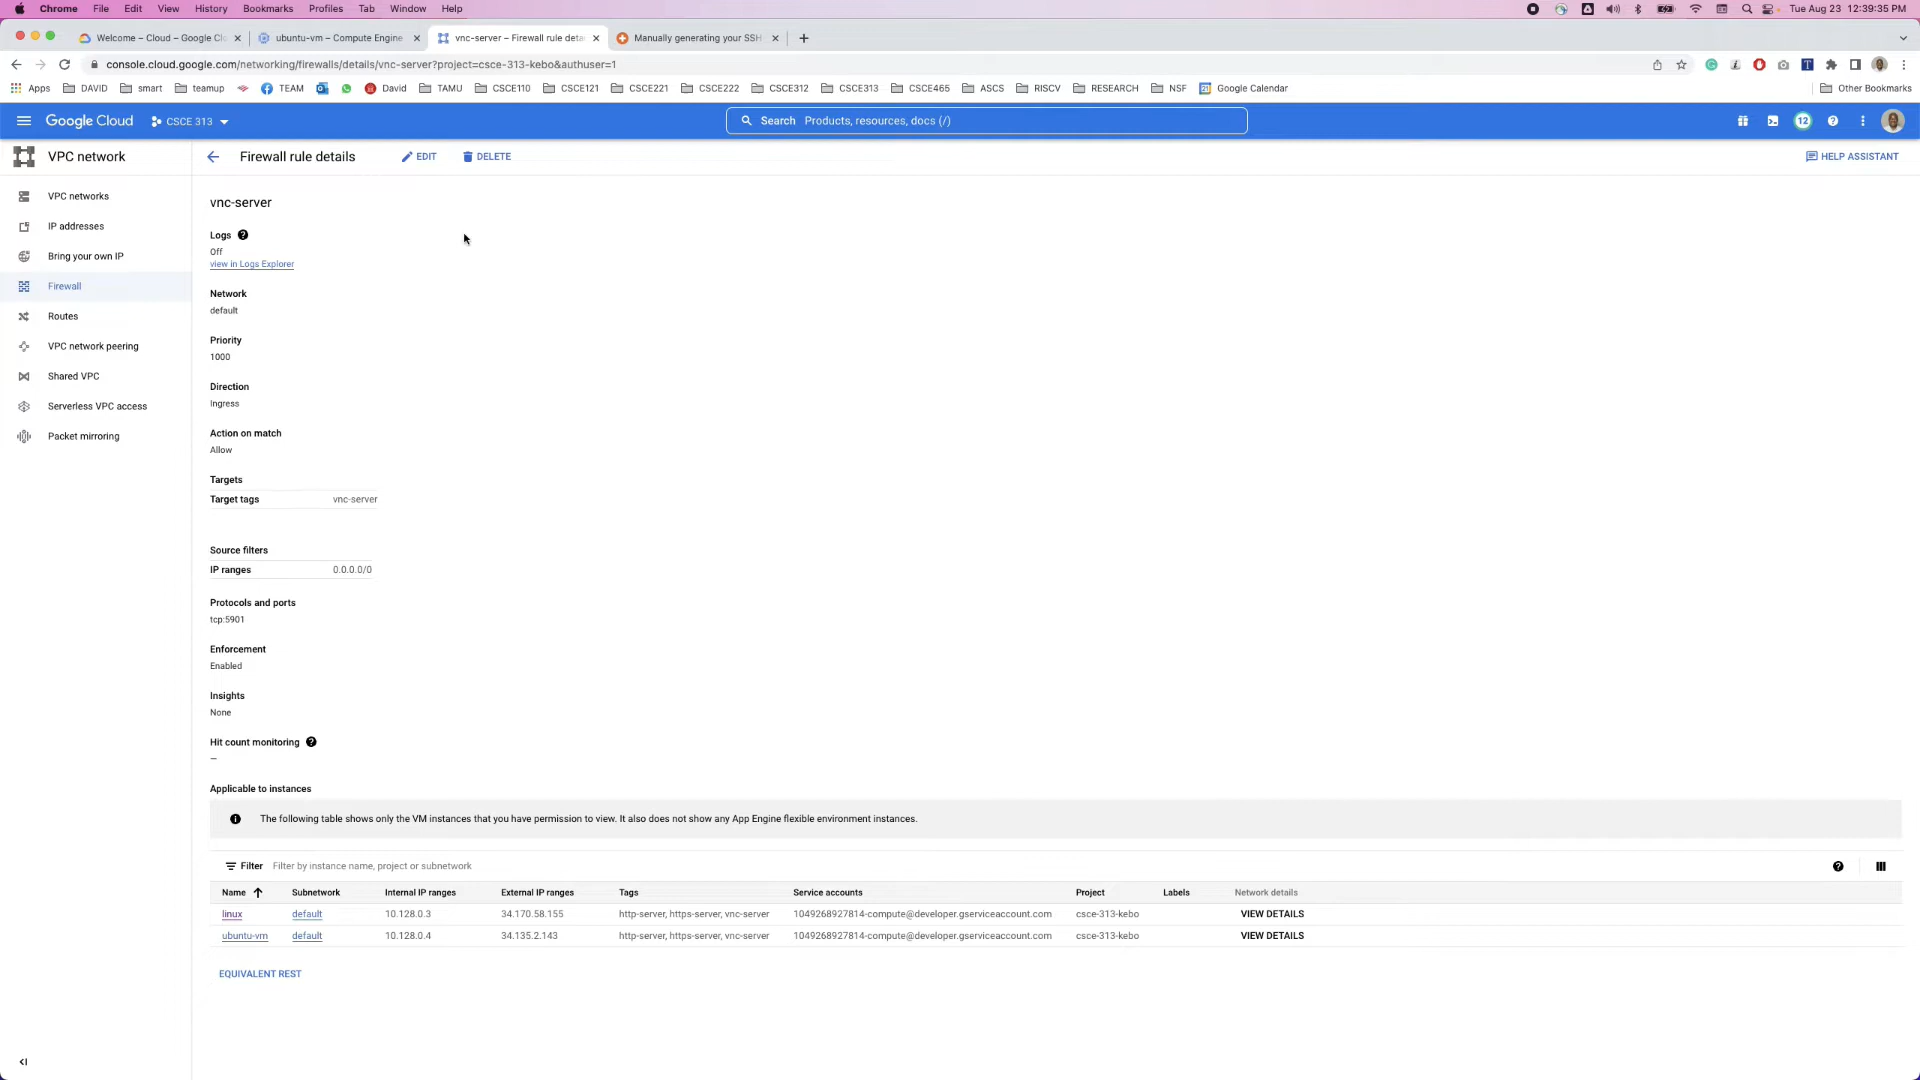 Chrome File Edit View History Bookmarks Profiles Tab Window Help Tue Aug 23 12:39:35 PM
Welcome – Cloud – Google Cl ubuntu-vm – Compute Engine vnc-server – Firewall rule deta Manually generating your SSH
console.cloud.google.com/networking/firewalls/details/vnc-server?project=csce-313-kebo&authuser=1
Apps DAVID smart teamup TEAM David TAMU CSCE110 CSCE121 CSCE221 CSCE222 CSCE312 CSCE313 CSCE465 ASCS RISCV RESEARCH NSF Google Calendar Other Bookmarks
Google Cloud CSCE 313 Search Products, resources, docs (/) 12
VPC network Firewall rule details EDIT DELETE HELP ASSISTANT
VPC networks
IP addresses
Bring your own IP
Firewall
Routes
VPC network peering
Shared VPC
Serverless VPC access
Packet mirroring
vnc-server
Logs
Off
view in Logs Explorer
Network
default
Priority
1000
Direction
Ingress
Action on match
Allow
Targets
Target tags vnc-server
Source filters
IP ranges 0.0.0.0/0
Protocols and ports
tcp:5901
Enforcement
Enabled
Insights
None
Hit count monitoring
—
Applicable to instances
The following table shows only the VM instances that you have permission to view. It also does not show any App Engine flexible environment instances.
Filter Filter by instance name, project or subnetwork
Name Subnetwork Internal IP ranges External IP ranges Tags Service accounts Project Labels Network details
linux default 10.128.0.3 34.170.58.155 http-server, https-server, vnc-server 1049268927814-compute@developer.gserviceaccount.com csce-313-kebo VIEW DETAILS
ubuntu-vm default 10.128.0.4 34.135.2.143 http-server, https-server, vnc-server 1049268927814-compute@developer.gserviceaccount.com csce-313-kebo VIEW DETAILS
EQUIVALENT REST